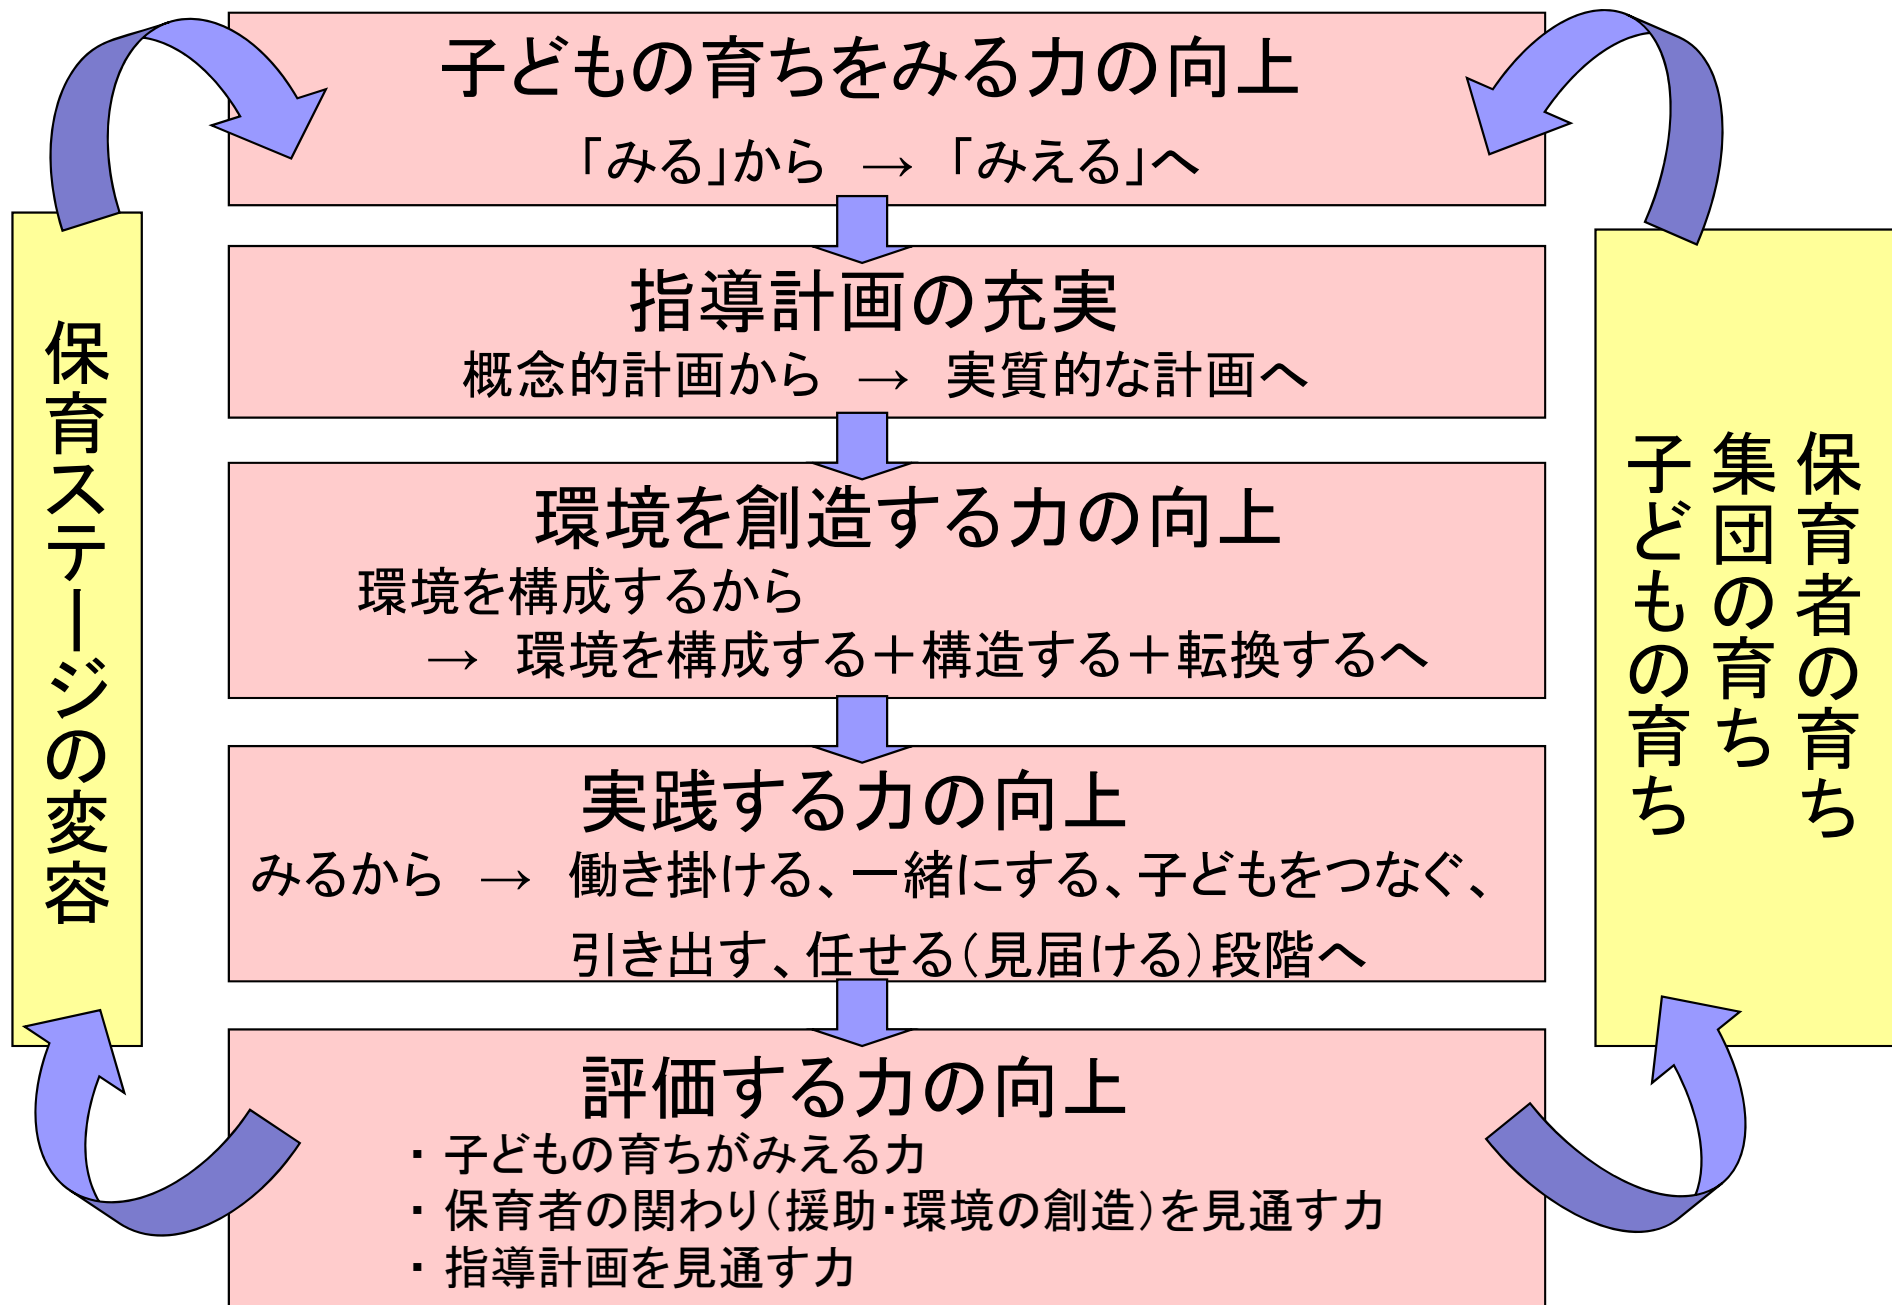 子どもの育ちをみる力の向上
「みる」から → 「みえる」へ
指導計画の充実
概念的計画から → 実質的な計画へ
環境を創造する力の向上
環境を構成するから
→ 環境を構成する＋構造する＋転換するへ
実践する力の向上
みるから → 働き掛ける、一緒にする、子どもをつなぐ、
引き出す、任せる（見届ける）段階へ
評価する力の向上
・ 子どもの育ちがみえる力
・ 保育者の関わり（援助・環境の創造）を見通す力
・ 指導計画を見通す力
保育ステージの変容
保育者の育ち
集団の育ち
子どもの育ち